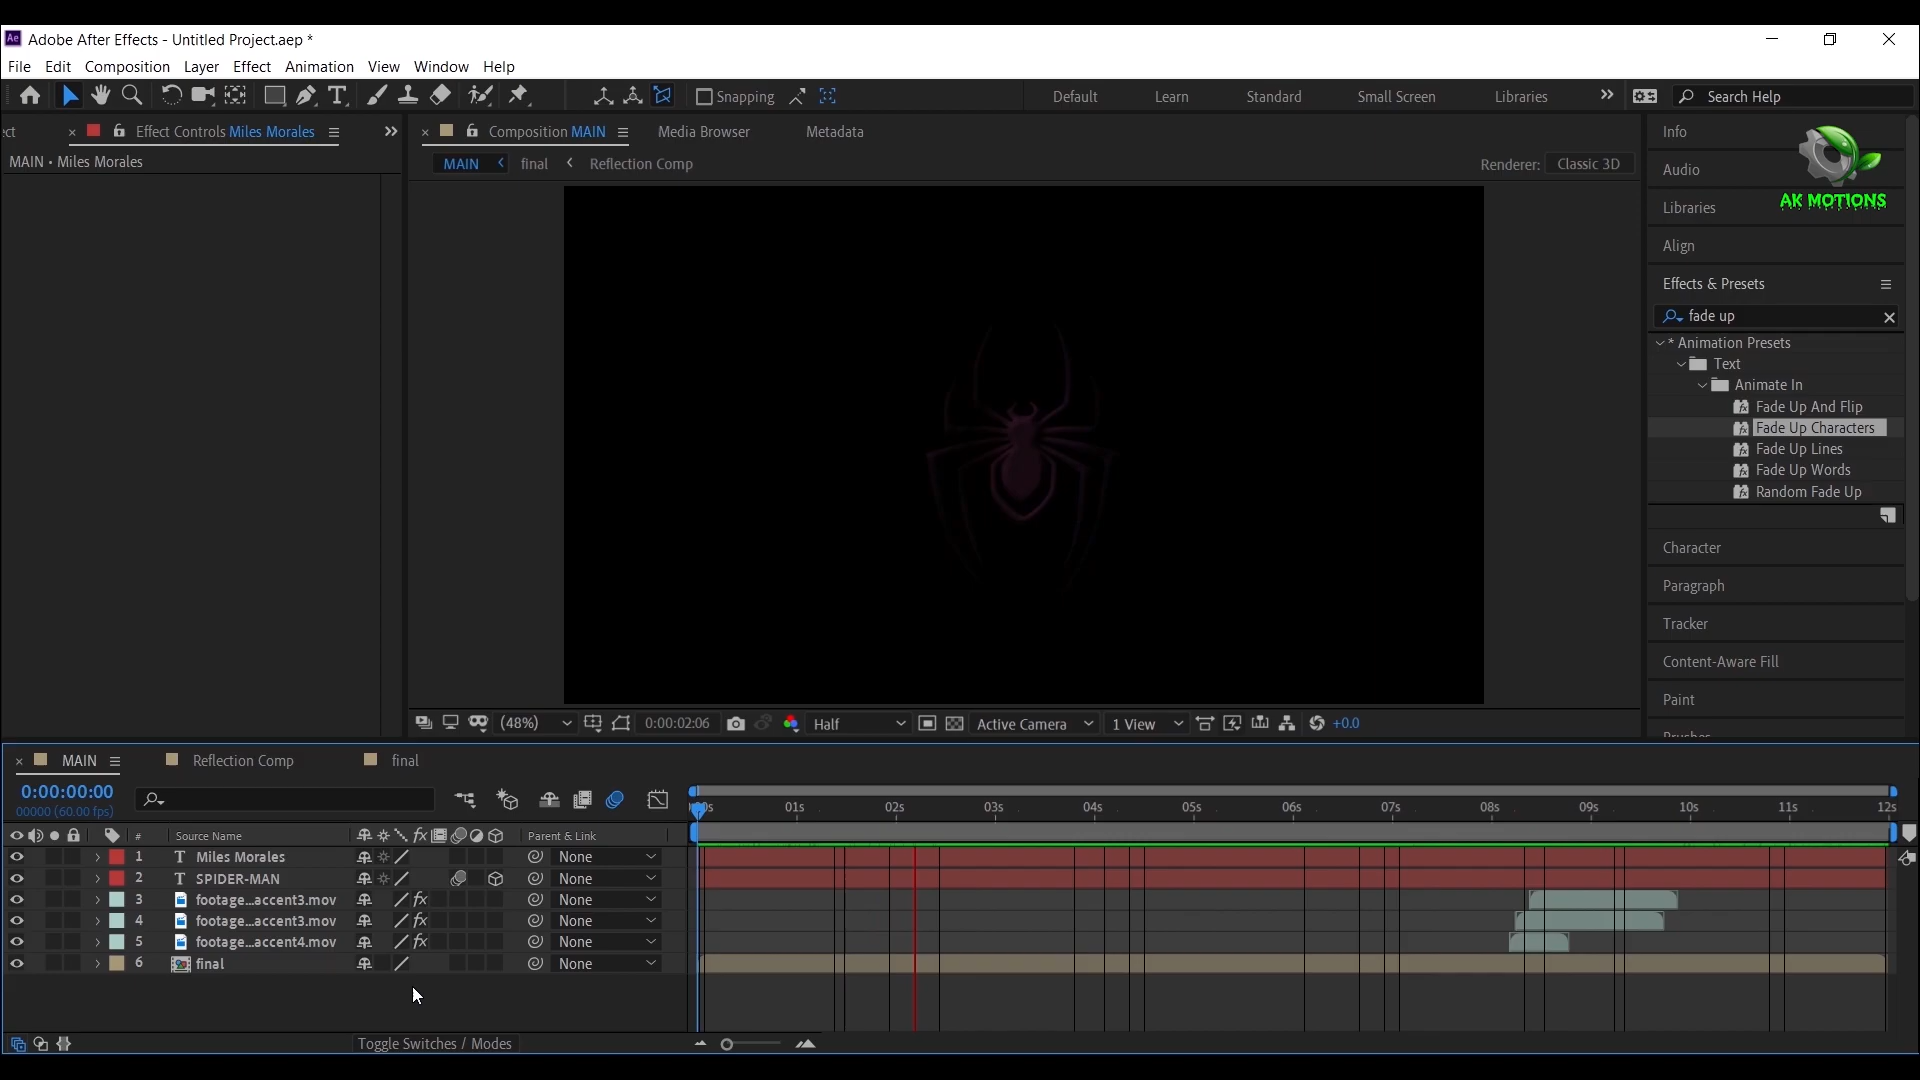 Adobe After Effects - Untitled Project.aep *
File Edit Composition Layer Effect Animation View Window Help
Snapping
Default Learn Standard Small Screen Libraries Search Help
ect
Effect Controls Miles Morales
MAIN • Miles Morales
Composition MAIN
Media Browser
Metadata
MAIN final Reflection Comp
Renderer: Classic 3D
Info
Audio
Libraries
Align
AK MOTIONS
Effects & Presets
fade up
* Animation Presets
Text
Animate In
Fade Up And Flip
Fade Up Characters
Fade Up Lines
Fade Up Words
Random Fade Up
Character
Paragraph
Tracker
Content-Aware Fill
Paint
(48%) 0:00:02:06 Half Active Camera 1 View +0.0
MAIN Reflection Comp final
0:00:00:00
00000 (60.00 fps)
01s 02s 03s 04s 05s 06s 07s 08s 09s 10s 11s 12s
# Source Name fx Parent & Link
1 T Miles Morales None
2 T SPIDER-MAN None
3 footage...accent3.mov fx None
4 footage...accent3.mov fx None
5 footage...accent4.mov fx None
6 final None
Toggle Switches / Modes